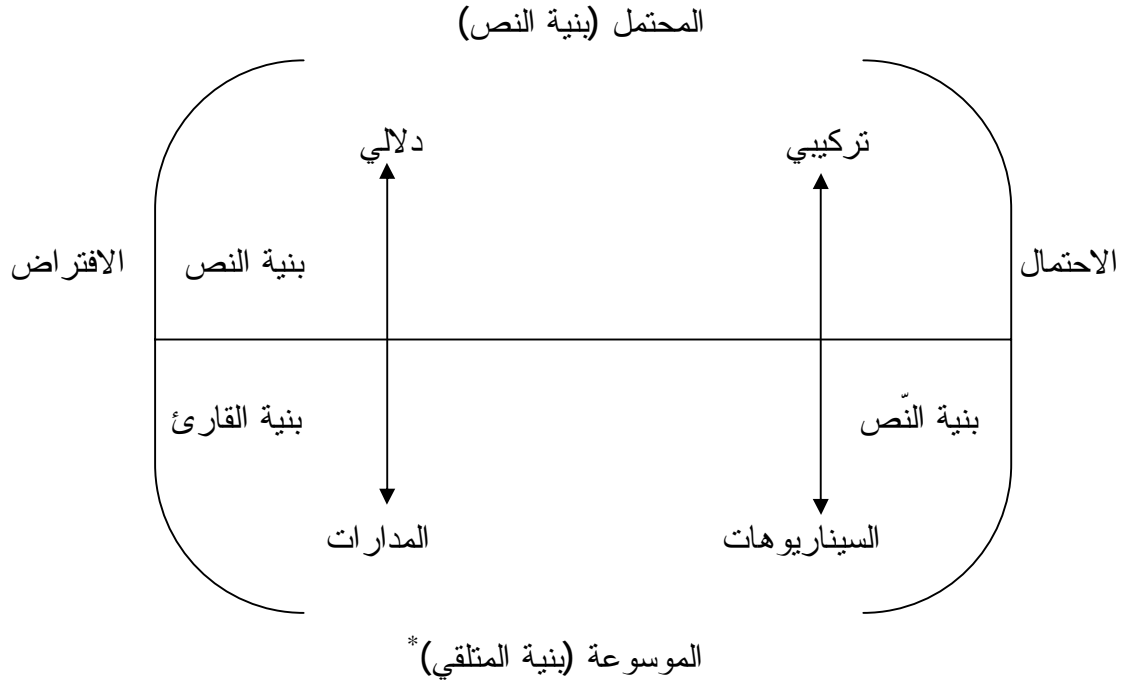 المحتمل (بنية النص)
تركيبي
دلالي
الاحتمال
بنية النص
الافتراض
بنية النّص
بنية القارئ
السيناريوهات
المدارات
الموسوعة (بنية المتلقي)*